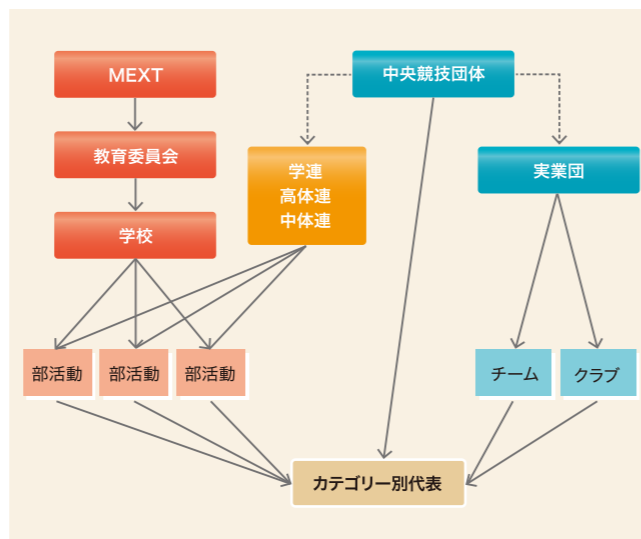 MEXT
中央競技団体
教育委員会
学連
高体連
中体連
実業団
学校
部活動
部活動
部活動
チーム
クラブ
カテゴリー別代表